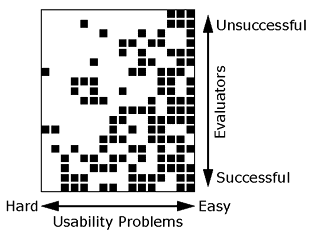 Unsuccessful
Evaluators
Successful
Hard
Easy
Usability Problems